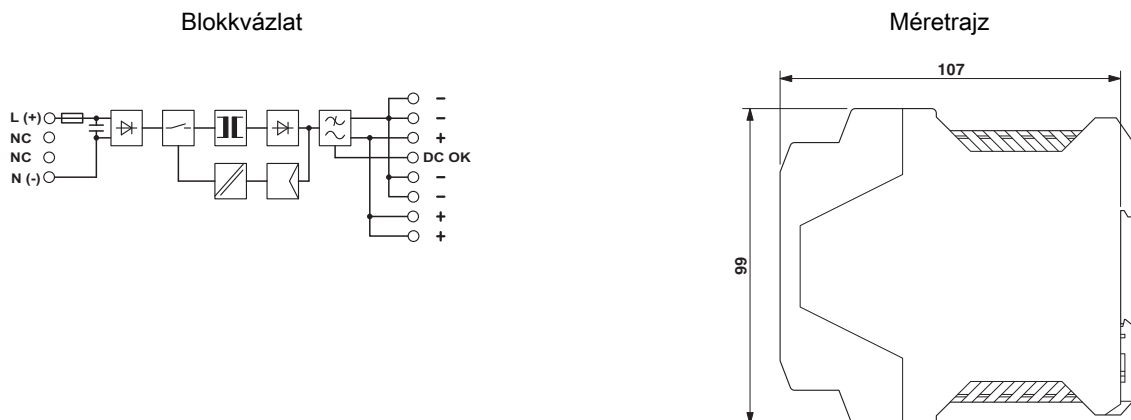 Blokkvázlat
Méretrajz
L (+)
NC
NC
N (-)
–
–
+
DC OK
–
–
+
+
107
99